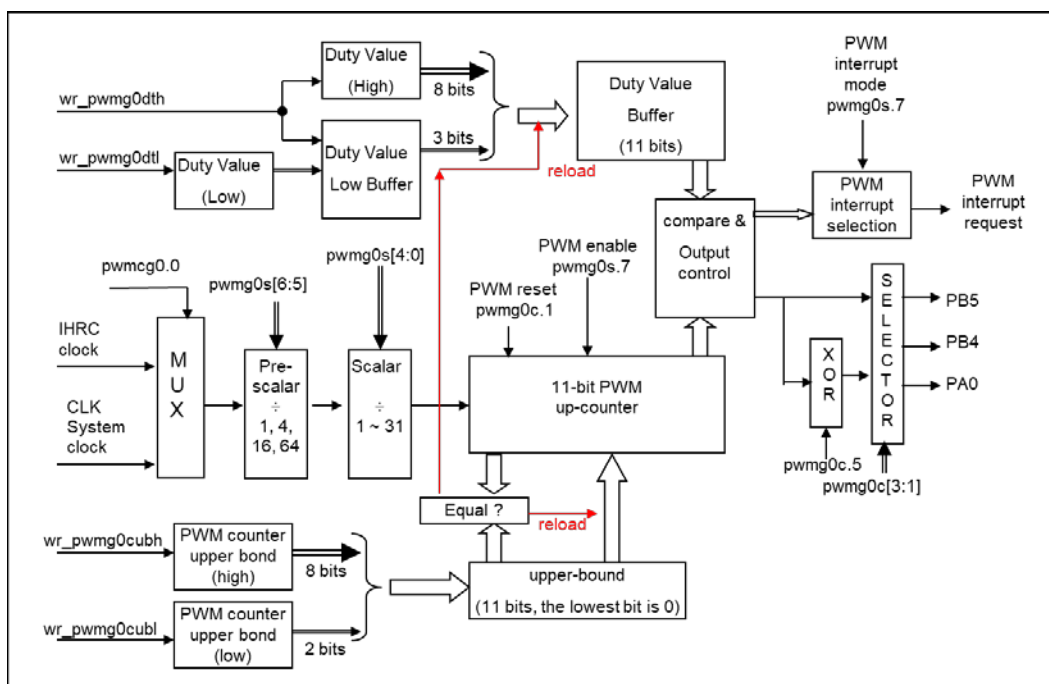 wr_pwmg0dth
wr_pwmg0dtl
Duty Value
(High)
8 bits
Duty Value
(Low)
Duty Value
Low Buffer
3 bits
reload
Duty Value
Buffer
(11 bits)
PWM
interrupt
mode
pwmg0s.7
PWM
interrupt
selection
PWM
interrupt
request
compare &
Output
control
pwmcg0.0
IHRC
clock
CLK
System
clock
MUX
pwmg0s[6:5]
Pre-
scalar
÷
1, 4,
16, 64
pwmg0s[4:0]
Scalar
÷
1 ~ 31
PWM reset
pwmg0c.1
PWM enable
pwmg0s.7
11-bit PWM
up-counter
XOR
pwmg0c.5
SELECTOR
pwmg0c[3:1]
PB5
PB4
PA0
Equal ?
reload
wr_pwmg0cubh
PWM counter
upper bond
(high)
8 bits
wr_pwmg0cubl
PWM counter
upper bond
(low)
2 bits
upper-bound
(11 bits, the lowest bit is 0)